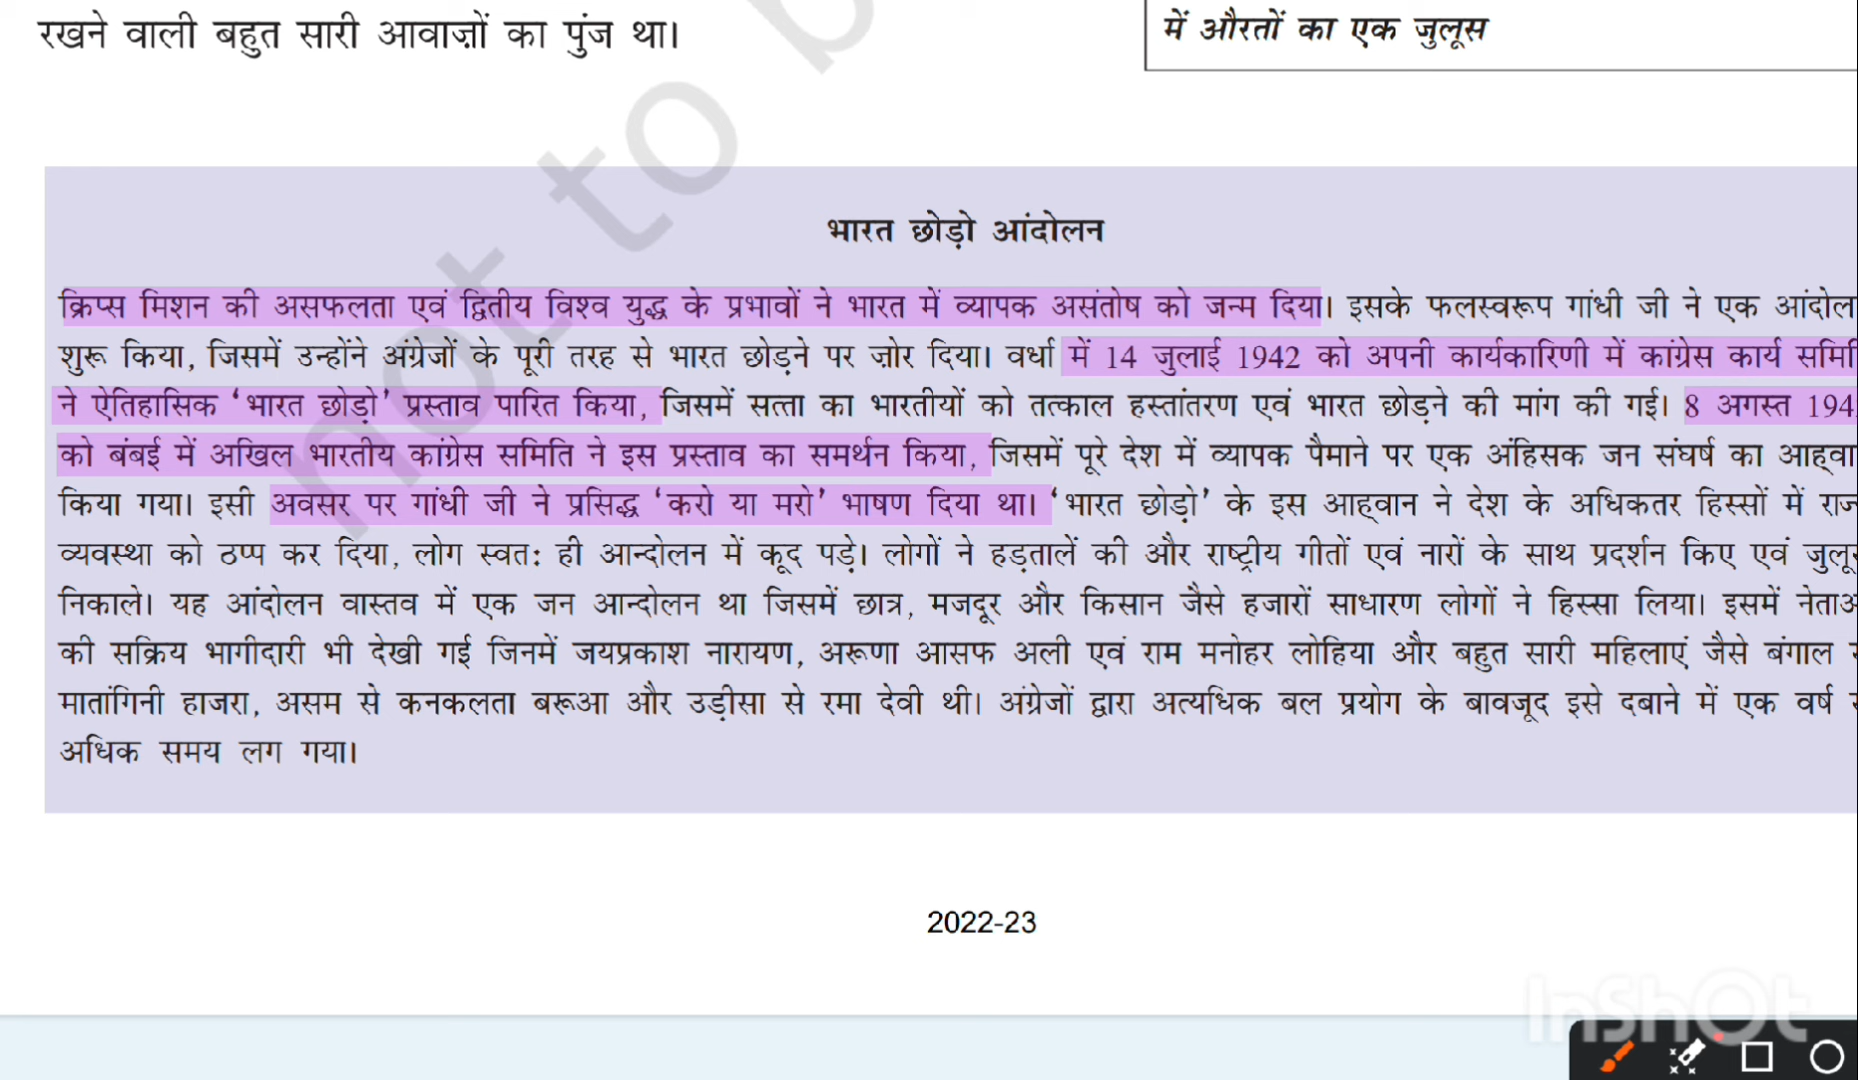 रखने वाली बहुत सारी आवाज़ों का पुंज था।
में औरतों का एक जुलूस
not to b
भारत छोड़ो आंदोलन
क्रिप्स मिशन की असफलता एवं द्वितीय विश्व युद्ध के प्रभावों ने भारत में व्यापक असंतोष को जन्म दिया। इसके फलस्वरूप गांधी जी ने एक आंदोल
शुरू किया, जिसमें उन्होंने अंग्रेजों के पूरी तरह से भारत छोड़ने पर ज़ोर दिया। वर्धा में 14 जुलाई 1942 को अपनी कार्यकारिणी में कांग्रेस कार्य समि
ने ऐतिहासिक ‘भारत छोड़ो’ प्रस्ताव पारित किया, जिसमें सत्ता का भारतीयों को तत्काल हस्तांतरण एवं भारत छोड़ने की मांग की गई। 8 अगस्त 194
को बंबई में अखिल भारतीय कांग्रेस समिति ने इस प्रस्ताव का समर्थन किया, जिसमें पूरे देश में व्यापक पैमाने पर एक अंहिसक जन संघर्ष का आह्वा
किया गया। इसी अवसर पर गांधी जी ने प्रसिद्ध ‘करो या मरो’ भाषण दिया था। ‘भारत छोड़ो’ के इस आह्वान ने देश के अधिकतर हिस्सों में राज
व्यवस्था को ठप्प कर दिया, लोग स्वतः ही आन्दोलन में कूद पड़े। लोगों ने हड़तालें की और राष्ट्रीय गीतों एवं नारों के साथ प्रदर्शन किए एवं जुलू
निकाले। यह आंदोलन वास्तव में एक जन आन्दोलन था जिसमें छात्र, मजदूर और किसान जैसे हजारों साधारण लोगों ने हिस्सा लिया। इसमें नेताअ
की सक्रिय भागीदारी भी देखी गई जिनमें जयप्रकाश नारायण, अरूणा आसफ अली एवं राम मनोहर लोहिया और बहुत सारी महिलाएं जैसे बंगाल
मातांगिनी हाजरा, असम से कनकलता बरूआ और उड़ीसा से रमा देवी थी। अंग्रेजों द्वारा अत्यधिक बल प्रयोग के बावजूद इसे दबाने में एक वर्ष
अधिक समय लग गया।
2022-23
InShOt